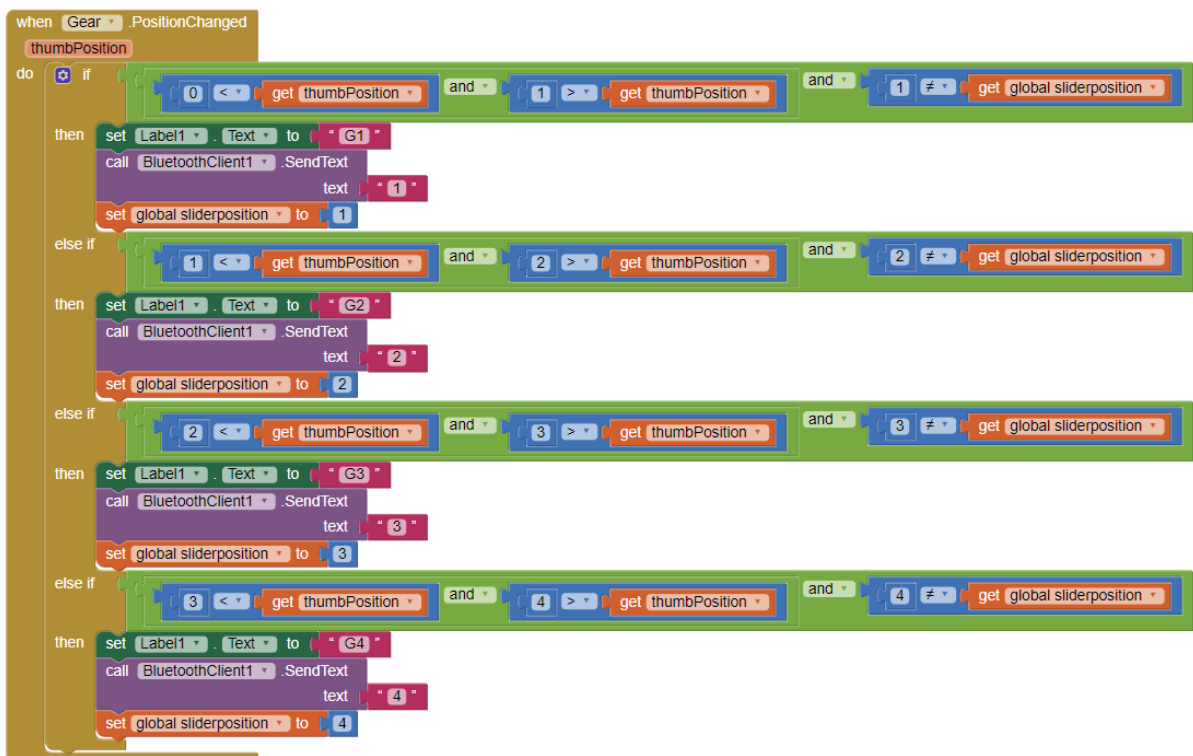 when Gear .PositionChanged
thumbPosition
do if 0 < get thumbPosition and 1 > get thumbPosition and 1 ≠ get global sliderposition
then set Label1 . Text to " G1 "
call BluetoothClient1 .SendText
text " 1 "
set global sliderposition to 1
else if 1 < get thumbPosition and 2 > get thumbPosition and 2 ≠ get global sliderposition
then set Label1 . Text to " G2 "
call BluetoothClient1 .SendText
text " 2 "
set global sliderposition to 2
else if 2 < get thumbPosition and 3 > get thumbPosition and 3 ≠ get global sliderposition
then set Label1 . Text to " G3 "
call BluetoothClient1 .SendText
text " 3 "
set global sliderposition to 3
else if 3 < get thumbPosition and 4 > get thumbPosition and 4 ≠ get global sliderposition
then set Label1 . Text to " G4 "
call BluetoothClient1 .SendText
text " 4 "
set global sliderposition to 4